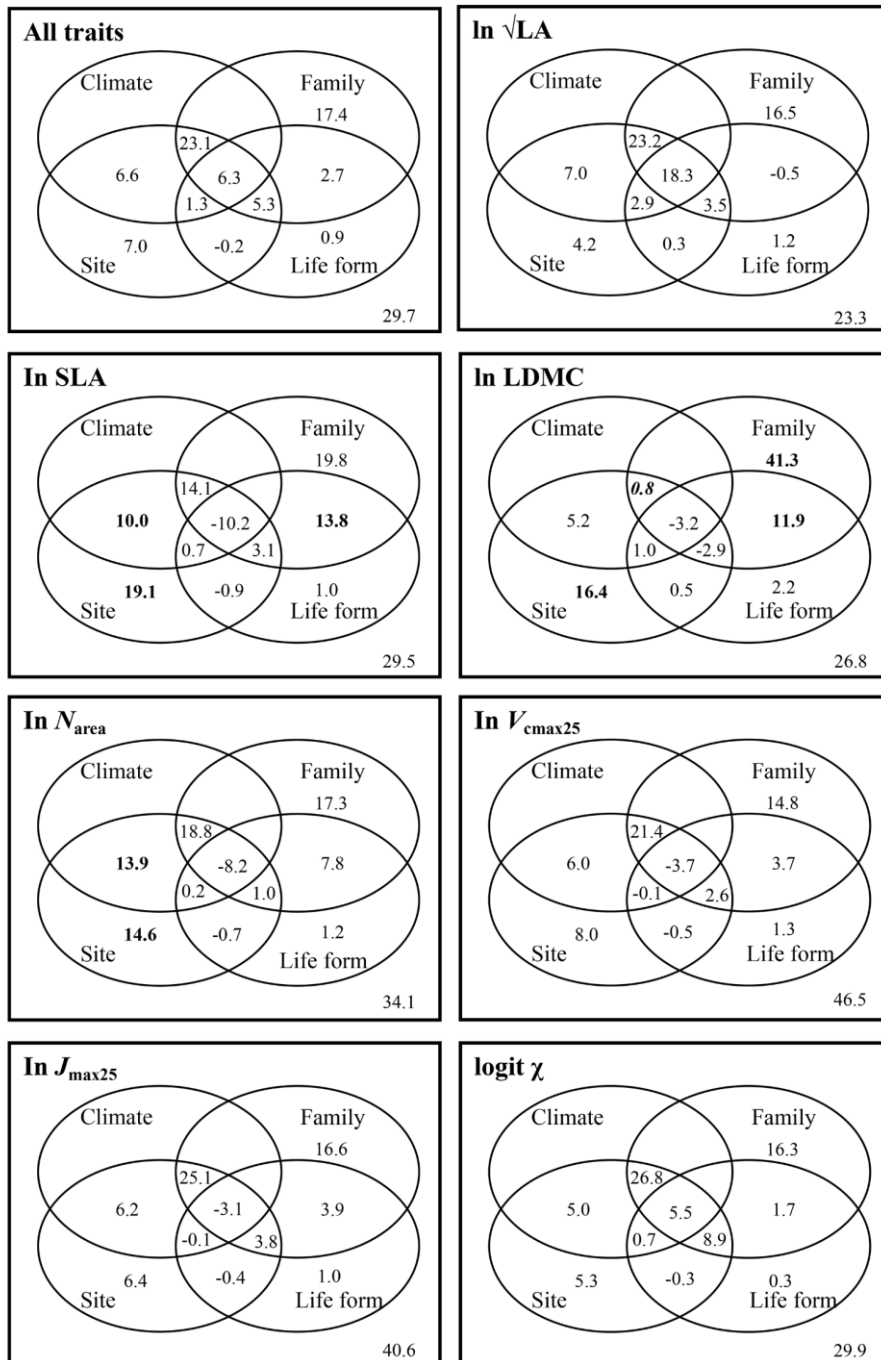 All traits
Climate
Family
17.4
23.1
6.6
6.3
2.7
1.3
5.3
7.0
-0.2
0.9
Site
Life form
29.7
ln √LA
Climate
Family
16.5
23.2
7.0
18.3
-0.5
2.9
3.5
4.2
0.3
1.2
Site
Life form
23.3
In SLA
Climate
Family
19.8
14.1
10.0
-10.2
13.8
0.7
3.1
19.1
-0.9
1.0
Site
Life form
29.5
ln LDMC
Climate
Family
41.3
0.8
5.2
-3.2
11.9
1.0
-2.9
16.4
0.5
2.2
Site
Life form
26.8
In Narea
Climate
Family
17.3
18.8
13.9
-8.2
7.8
0.2
1.0
14.6
-0.7
1.2
Site
Life form
34.1
In Vcmax25
Climate
Family
14.8
21.4
6.0
-3.7
3.7
-0.1
2.6
8.0
-0.5
1.3
Site
Life form
46.5
In Jmax25
Climate
Family
16.6
25.1
6.2
-3.1
3.9
-0.1
3.8
6.4
-0.4
1.0
Site
Life form
40.6
logit χ
Climate
Family
16.3
26.8
5.0
5.5
1.7
0.7
8.9
5.3
-0.3
0.3
Site
Life form
29.9